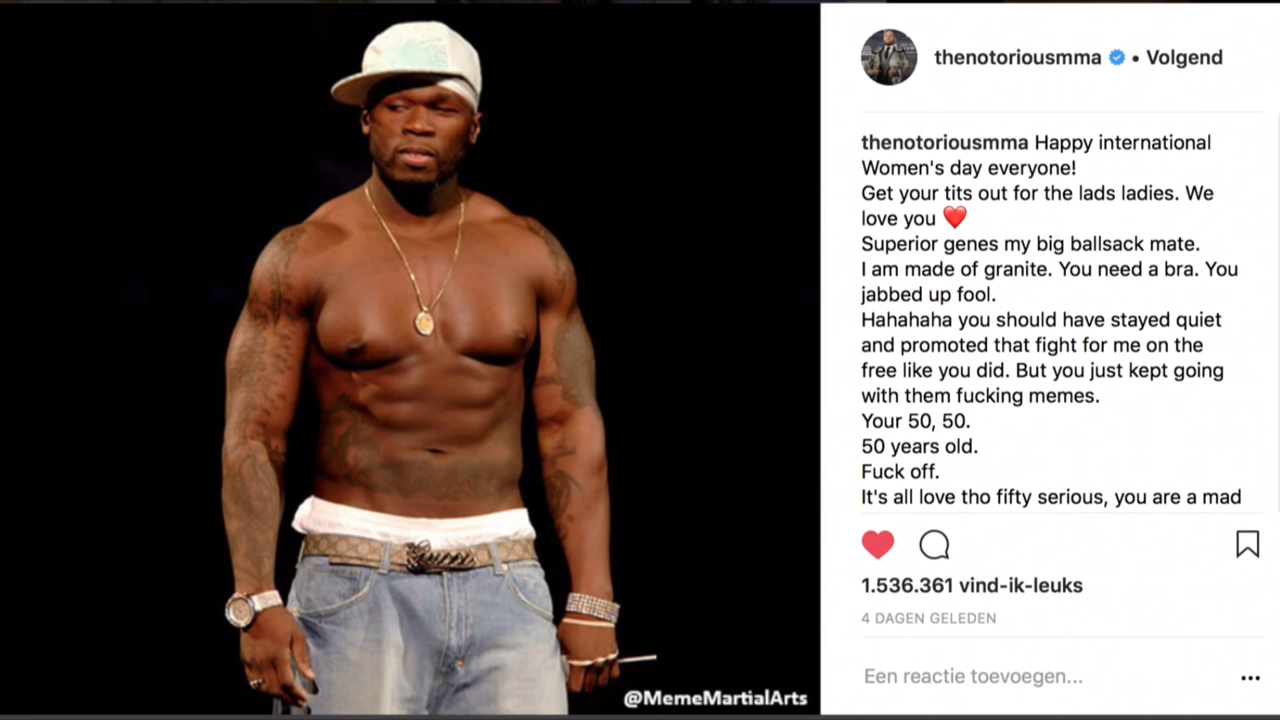 thenotoriousmma • Volgend
thenotoriousmma Happy international
Women's day everyone!
Get your tits out for the lads ladies. We
love you ❤️
Superior genes my big ballsack mate.
I am made of granite. You need a bra. You
jabbed up fool.
Hahahaha you should have stayed quiet
and promoted that fight for me on the
free like you did. But you just kept going
with them fucking memes.
Your 50, 50.
50 years old.
Fuck off.
It's all love tho fifty serious, you are a mad
1.536.361 vind-ik-leuks
4 DAGEN GELEDEN
Een reactie toevoegen...
@MemeMartialArts